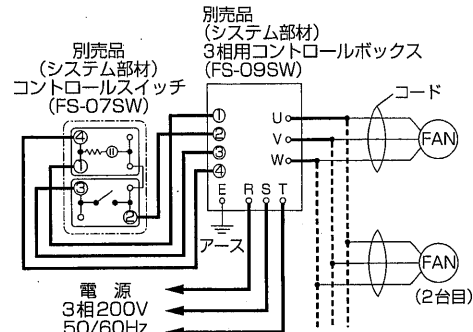 別売品
(システム部材)
3相用コントロールボックス
(FS-09SW)
別売品
(システム部材)
コントロールスイッチ
(FS-07SW)
コード
④
①
③
②
①
②
③
④
U
V
W
E R S T
アース
FAN
FAN
(2台目)
電源
3相200V
50/60Hz